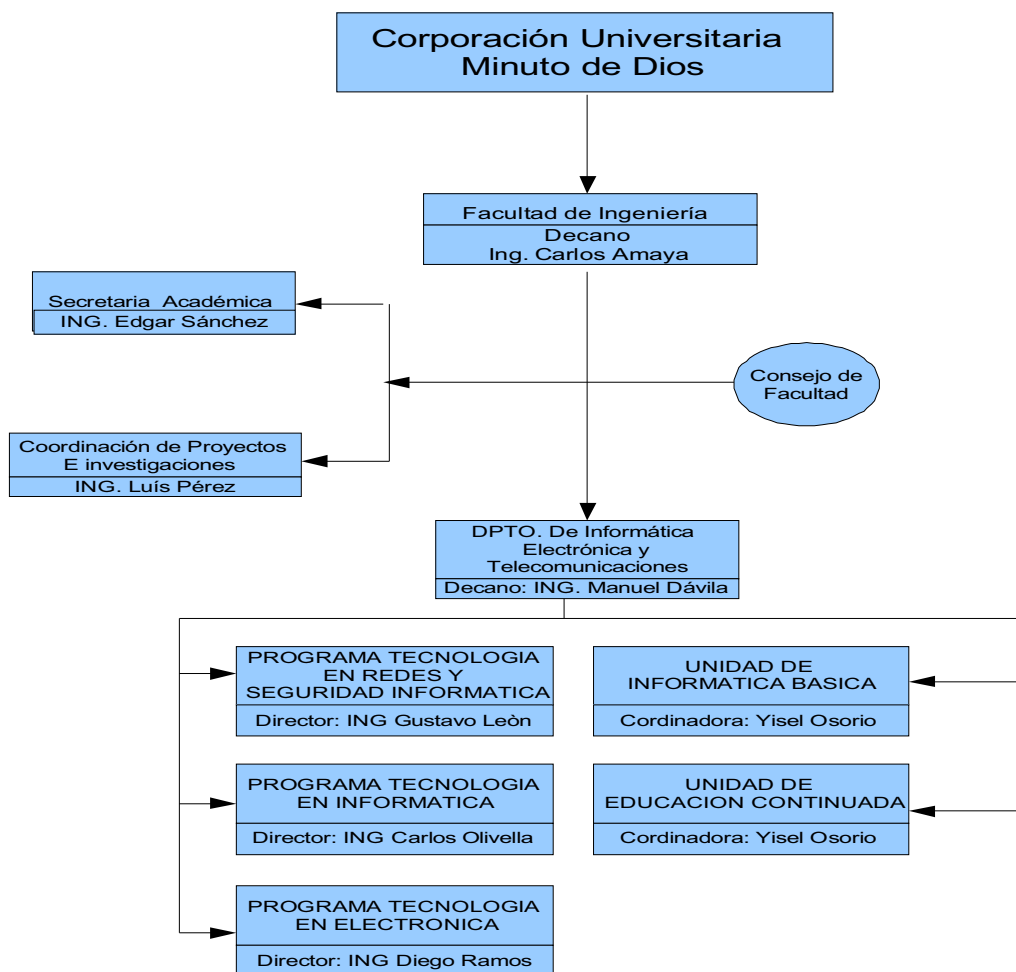 Corporación Universitaria
Minuto de Dios
Facultad de Ingeniería
Decano
Ing. Carlos Amaya
Secretaria Académica
ING. Edgar Sánchez
Consejo de
Facultad
Coordinación de Proyectos
E investigaciones
ING. Luís Pérez
DPTO. De Informática
Electrónica y
Telecomunicaciones
Decano: ING. Manuel Dávila
PROGRAMA TECNOLOGIA
EN REDES Y
SEGURIDAD INFORMATICA
Director: ING Gustavo Leòn
UNIDAD DE
INFORMATICA BASICA
Cordinadora: Yisel Osorio
PROGRAMA TECNOLOGIA
EN INFORMATICA
Director: ING Carlos Olivella
UNIDAD DE
EDUCACION CONTINUADA
Cordinadora: Yisel Osorio
PROGRAMA TECNOLOGIA
EN ELECTRONICA
Director: ING Diego Ramos